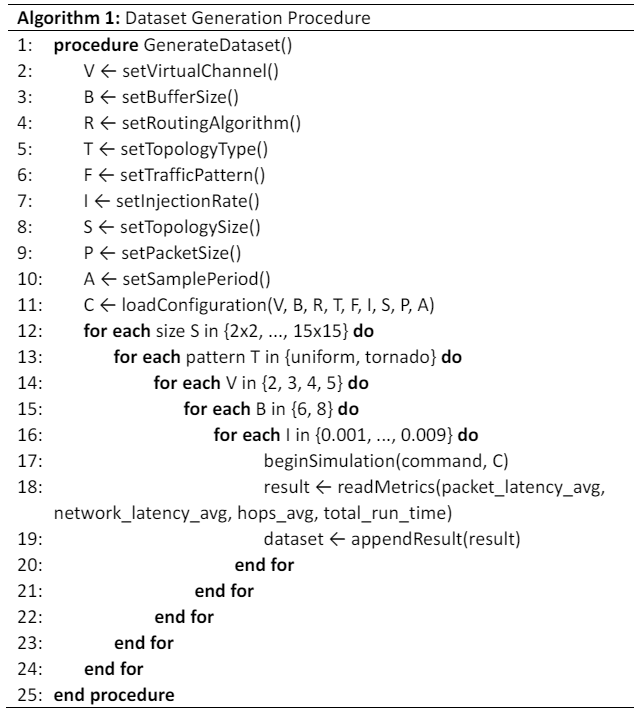 Algorithm 1: Dataset Generation Procedure
1: procedure GenerateDataset()
2: V ← setVirtualChannel()
3: B ← setBufferSize()
4: R ← setRoutingAlgorithm()
5: T ← setTopologyType()
6: F ← setTrafficPattern()
7: I ← setInjectionRate()
8: S ← setTopologySize()
9: P ← setPacketSize()
10: A ← setSamplePeriod()
11: C ← loadConfiguration(V, B, R, T, F, I, S, P, A)
12: for each size S in {2x2, ..., 15x15} do
13: for each pattern T in {uniform, tornado} do
14: for each V in {2, 3, 4, 5} do
15: for each B in {6, 8} do
16: for each I in {0.001, ..., 0.009} do
17: beginSimulation(command, C)
18: result ← readMetrics(packet_latency_avg,
network_latency_avg, hops_avg, total_run_time)
19: dataset ← appendResult(result)
20: end for
21: end for
22: end for
23: end for
24: end for
25: end procedure